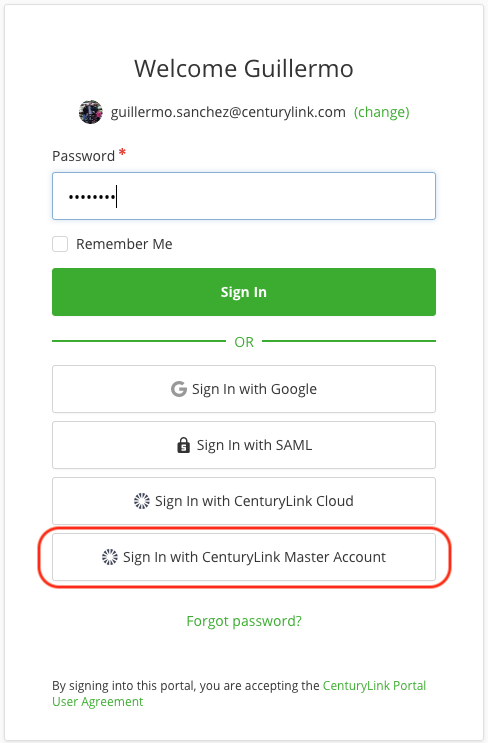 Welcome Guillermo
guillermo.sanchez@centurylink.com (change)
Password *
••••••••
Remember Me
Sign In
OR
Sign In with Google
Sign In with SAML
Sign In with CenturyLink Cloud
Sign In with CenturyLink Master Account
Forgot password?
By signing into this portal, you are accepting the CenturyLink Portal
User Agreement